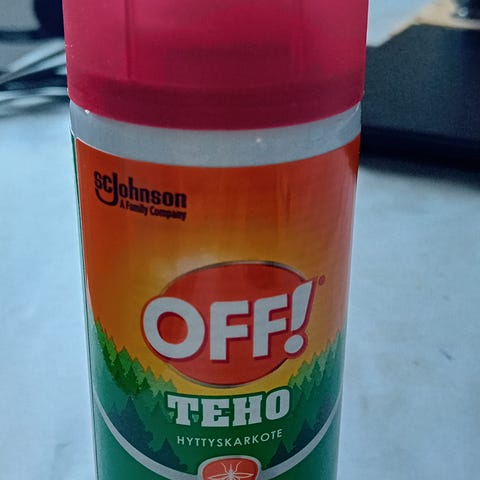 scJohnson
A Family Company
OFF!
TEHO
HYTTYSKARKOTE